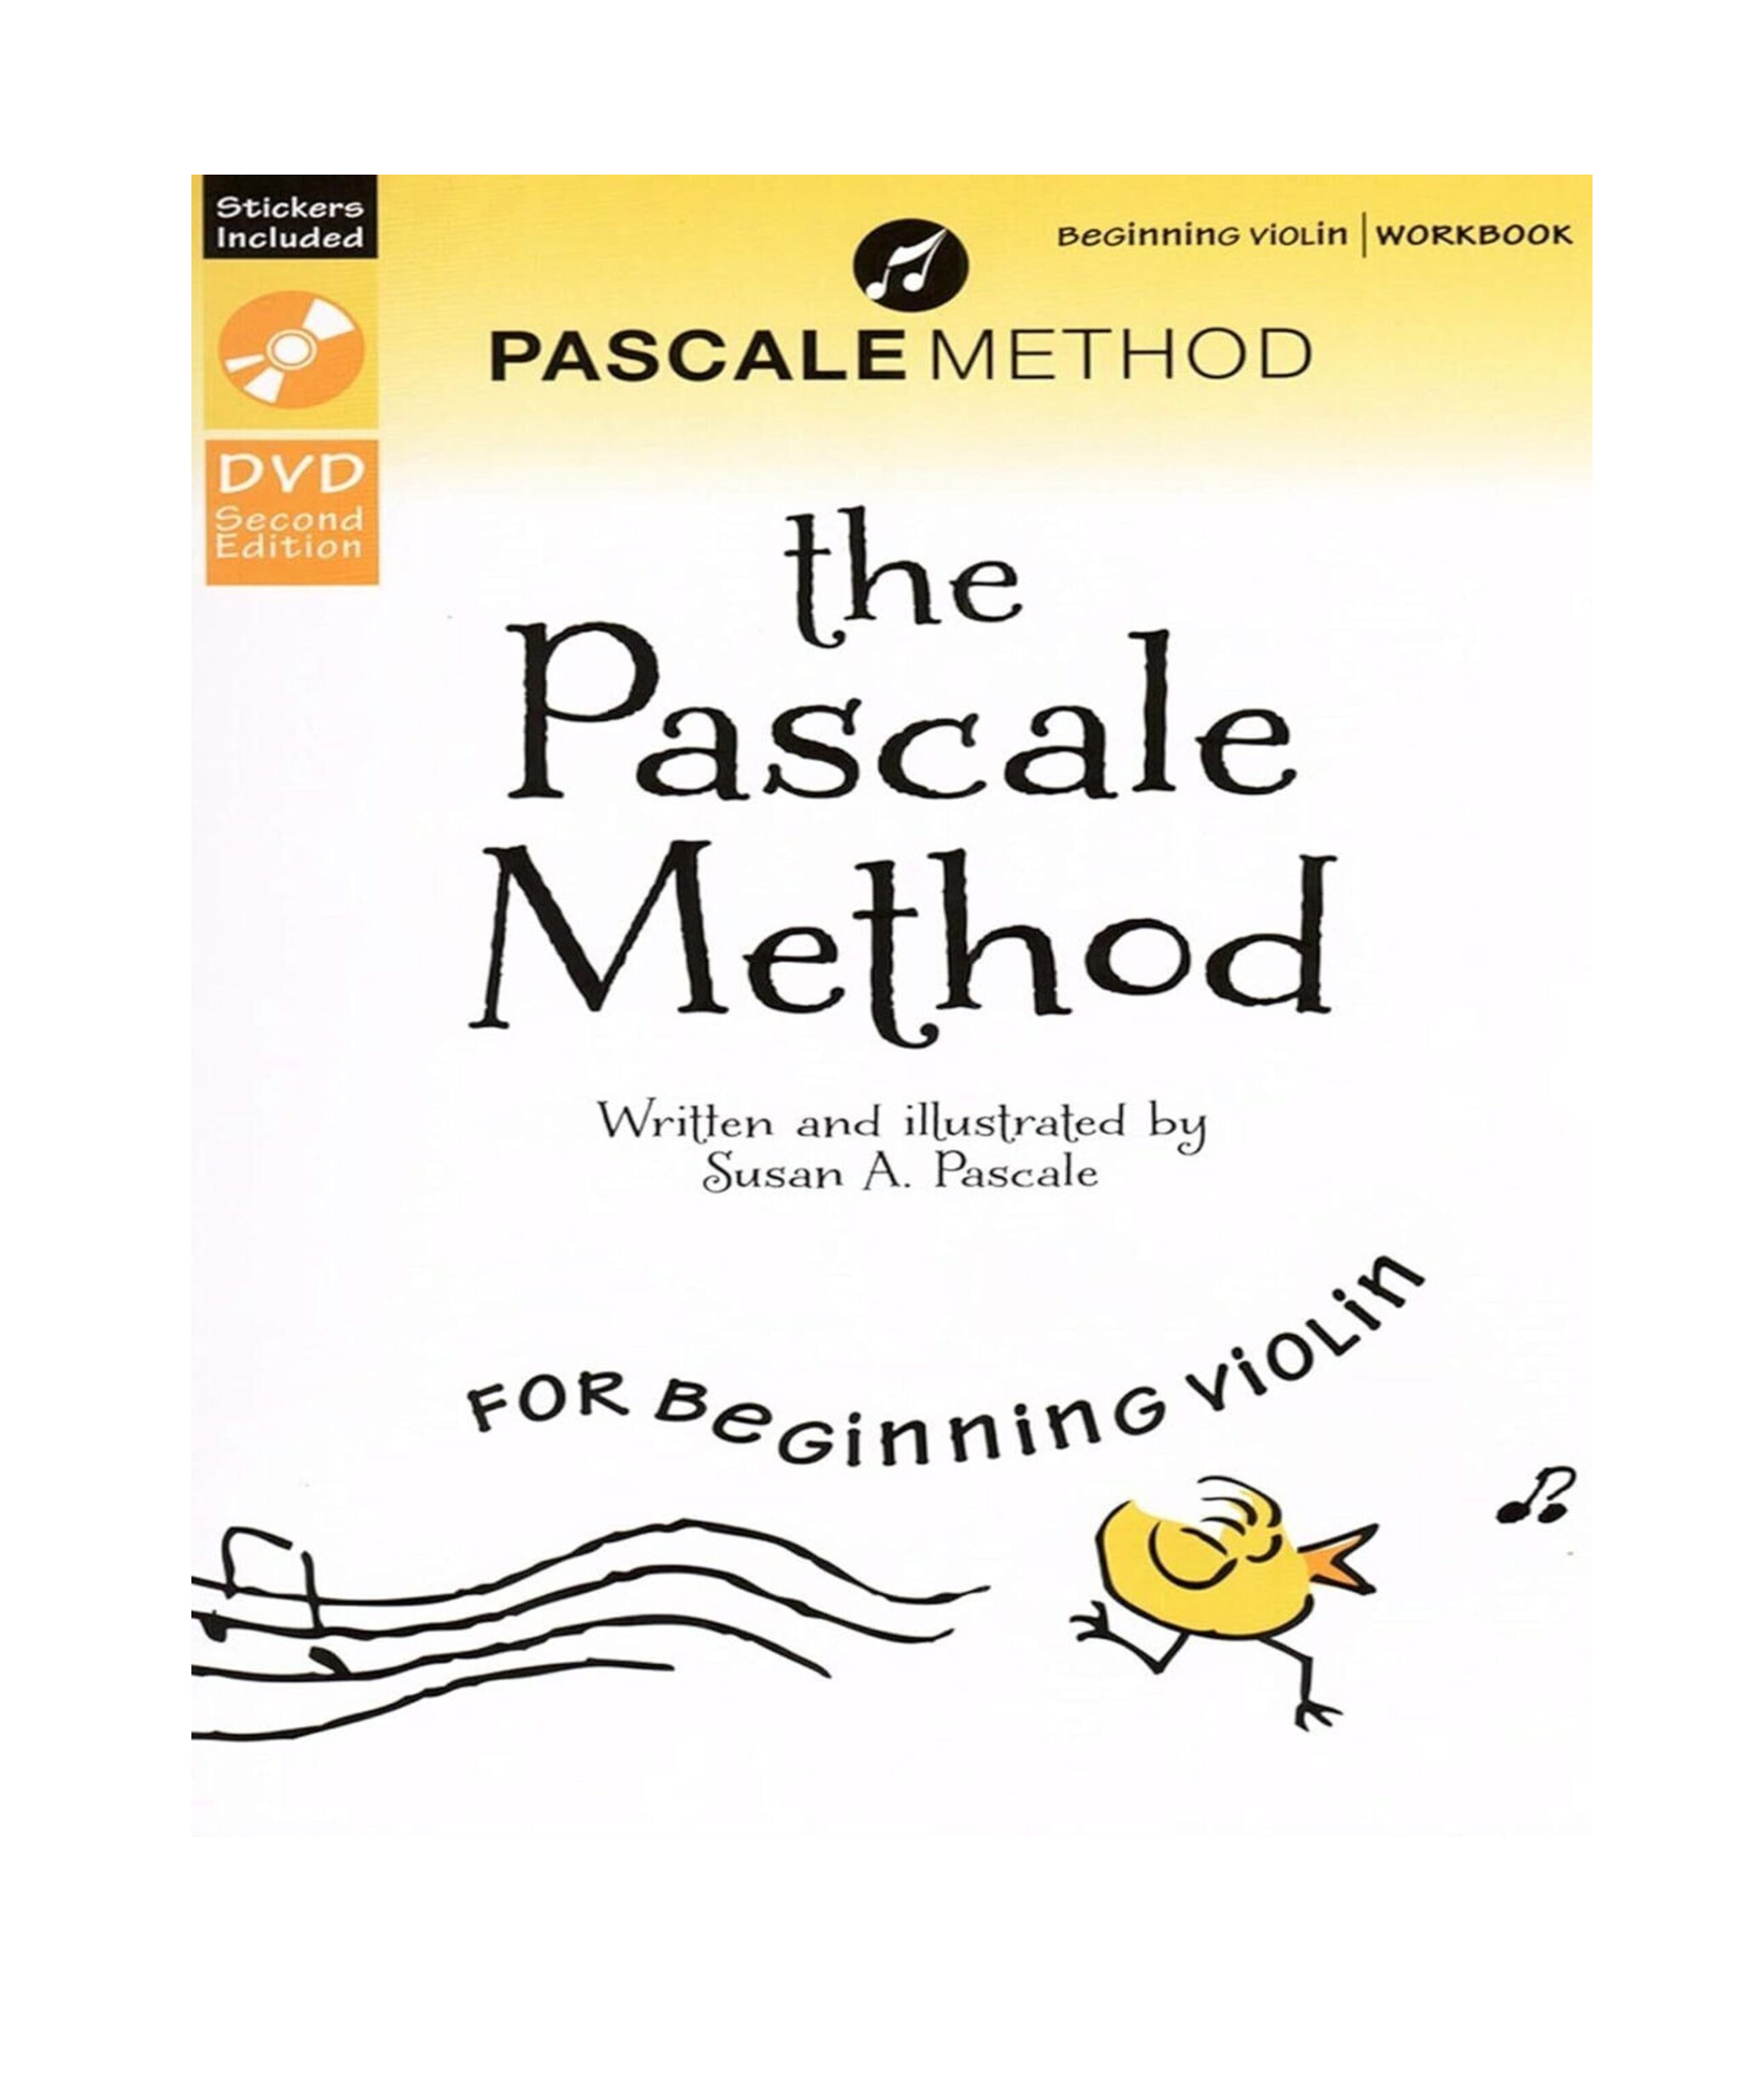 Stickers
Included
BeGinninG viOLin | WORKBOOK
PASCALE METHOD
DVD
Second
Edition
the
Pascale
Method
Written and illustrated by
Susan A. Pascale
FOR BeGinninG viOLin